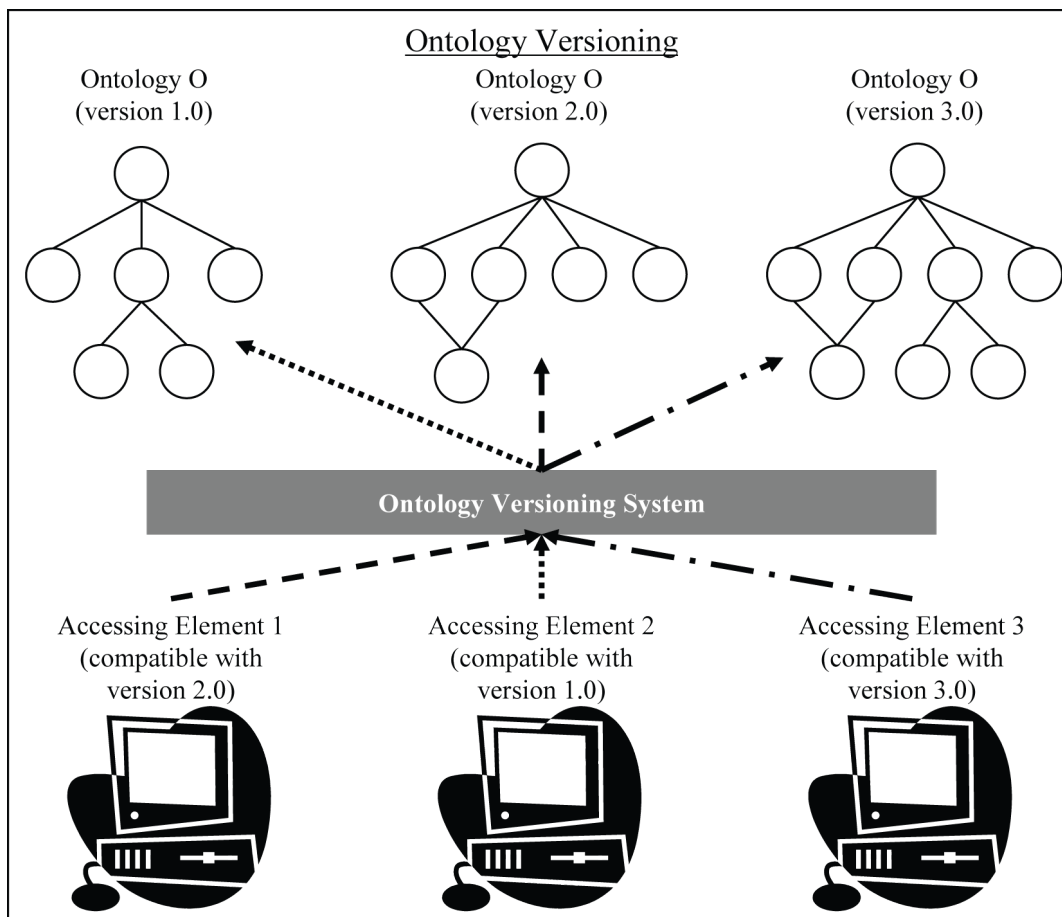 Ontology Versioning
Ontology O
(version 1.0)
Ontology O
(version 2.0)
Ontology O
(version 3.0)
Ontology Versioning System
Accessing Element 1
(compatible with
version 2.0)
Accessing Element 2
(compatible with
version 1.0)
Accessing Element 3
(compatible with
version 3.0)